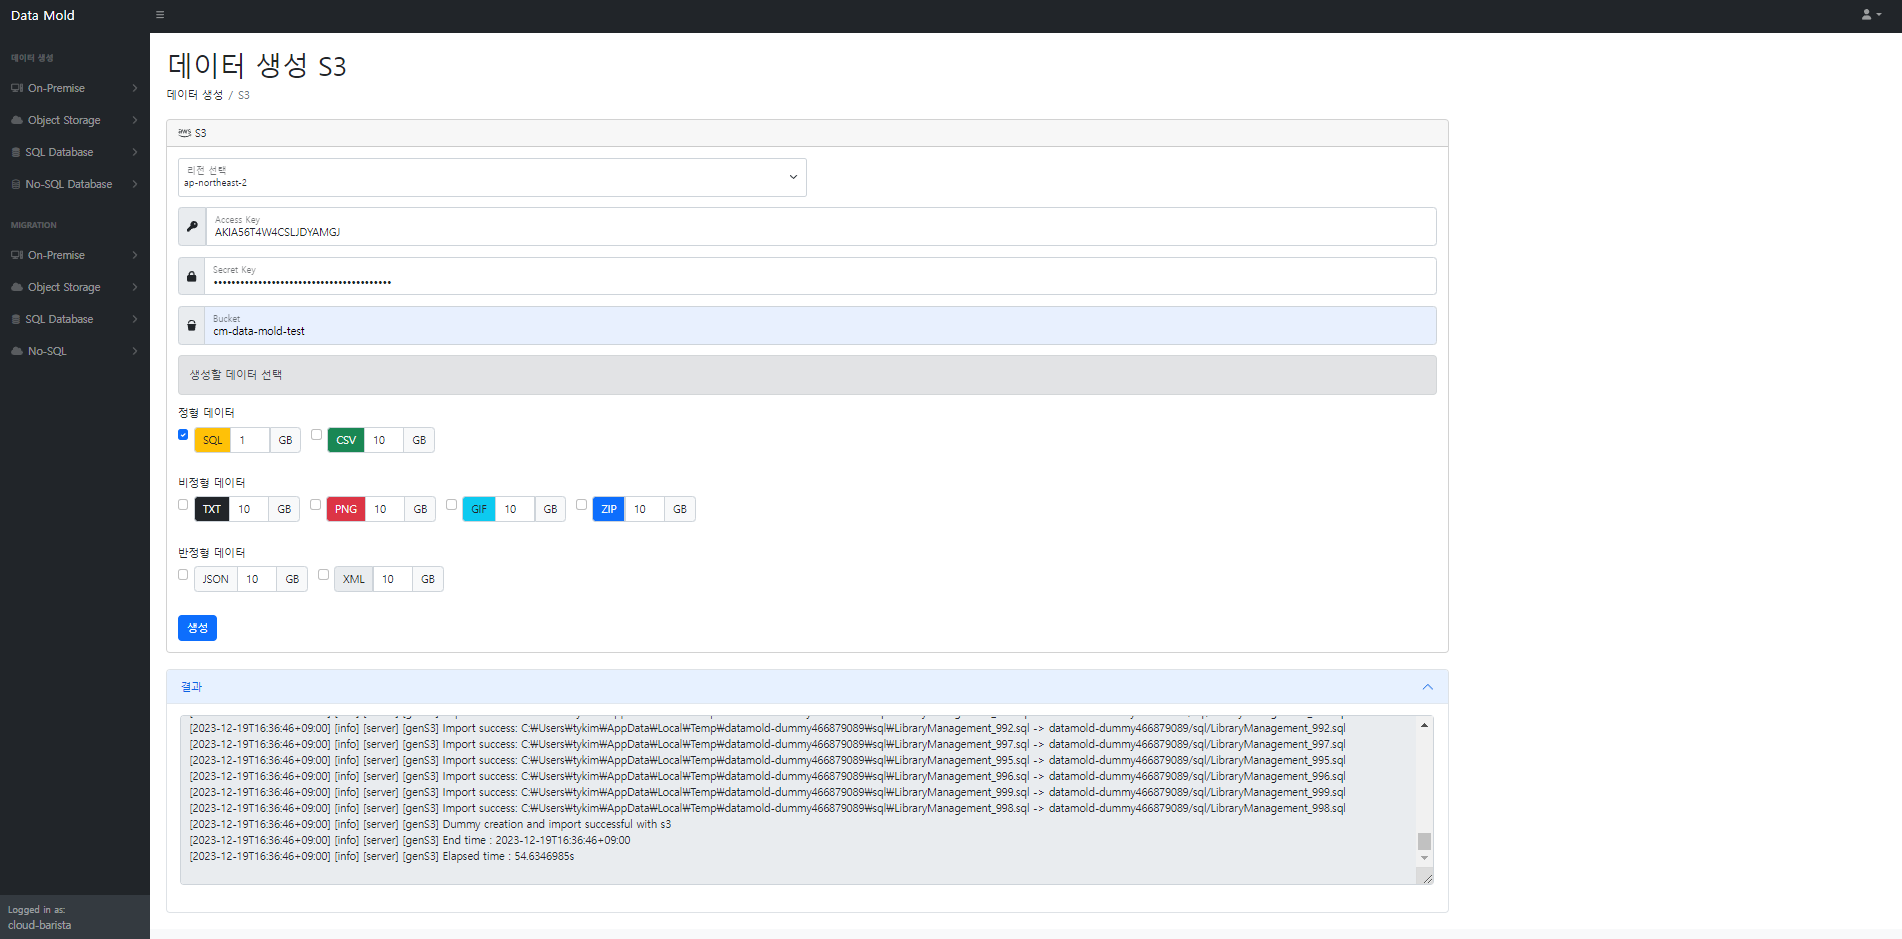 Data Mold
데이터 생성
On-Premise
Object Storage
SQL Database
No-SQL Database
MIGRATION
On-Premise
Object Storage
SQL Database
No-SQL
Logged in as:
cloud-barista
데이터 생성 S3
데이터 생성 / S3
aws S3
리전 선택
ap-northeast-2
Access Key
AKIA56T4W4CSLJDYAMGJ
Secret Key
Bucket
cm-data-mold-test
생성할 데이터 선택
정형 데이터
SQL 1 GB CSV 10 GB
비정형 데이터
TXT 10 GB PNG 10 GB GIF 10 GB ZIP 10 GB
반정형 데이터
JSON 10 GB XML 10 GB
생성
결과
[2023-12-19T16:36:46+09:00] [info] [server] [genS3] Import success: C:₩Users₩tykim₩AppData₩Local₩Temp₩datamold-dummy466879089₩sql₩LibraryManagement_992.sql -> datamold-dummy466879089/sql/LibraryManagement_992.sql
[2023-12-19T16:36:46+09:00] [info] [server] [genS3] Import success: C:₩Users₩tykim₩AppData₩Local₩Temp₩datamold-dummy466879089₩sql₩LibraryManagement_997.sql -> datamold-dummy466879089/sql/LibraryManagement_997.sql
[2023-12-19T16:36:46+09:00] [info] [server] [genS3] Import success: C:₩Users₩tykim₩AppData₩Local₩Temp₩datamold-dummy466879089₩sql₩LibraryManagement_995.sql -> datamold-dummy466879089/sql/LibraryManagement_995.sql
[2023-12-19T16:36:46+09:00] [info] [server] [genS3] Import success: C:₩Users₩tykim₩AppData₩Local₩Temp₩datamold-dummy466879089₩sql₩LibraryManagement_996.sql -> datamold-dummy466879089/sql/LibraryManagement_996.sql
[2023-12-19T16:36:46+09:00] [info] [server] [genS3] Import success: C:₩Users₩tykim₩AppData₩Local₩Temp₩datamold-dummy466879089₩sql₩LibraryManagement_999.sql -> datamold-dummy466879089/sql/LibraryManagement_999.sql
[2023-12-19T16:36:46+09:00] [info] [server] [genS3] Import success: C:₩Users₩tykim₩AppData₩Local₩Temp₩datamold-dummy466879089₩sql₩LibraryManagement_998.sql -> datamold-dummy466879089/sql/LibraryManagement_998.sql
[2023-12-19T16:36:46+09:00] [info] [server] [genS3] Dummy creation and import successful with s3
[2023-12-19T16:36:46+09:00] [info] [server] [genS3] End time : 2023-12-19T16:36:46+09:00
[2023-12-19T16:36:46+09:00] [info] [server] [genS3] Elapsed time : 54.6346985s